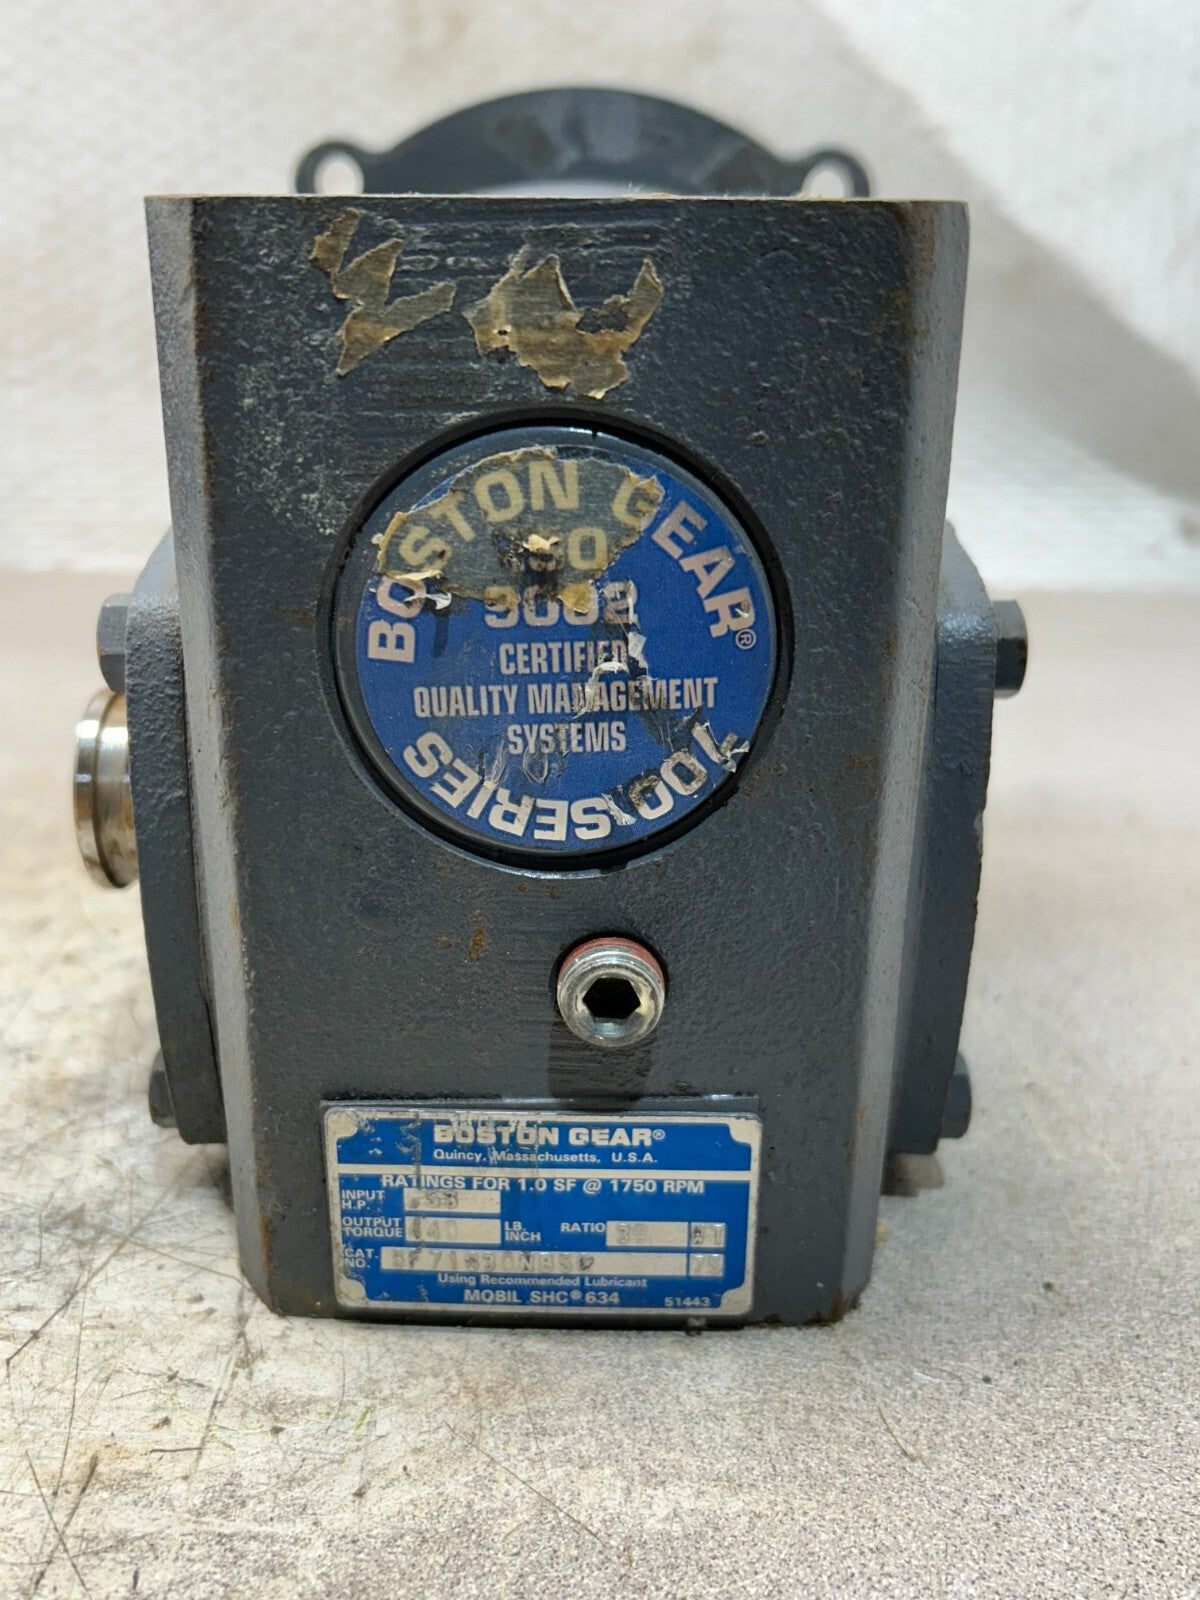 BOSTON GEAR®
9002
CERTIFIED
QUALITY MANAGEMENT
SYSTEMS
700 SERIES
BOSTON GEAR®
Quincy, Massachusetts, U.S.A.
RATINGS FOR 1.0 SF @ 1750 RPM
INPUT H.P.
OUTPUT TORQUE LB. INCH RATIO
CAT. NO.
Using Recommended Lubricant
MOBIL SHC® 634 51443